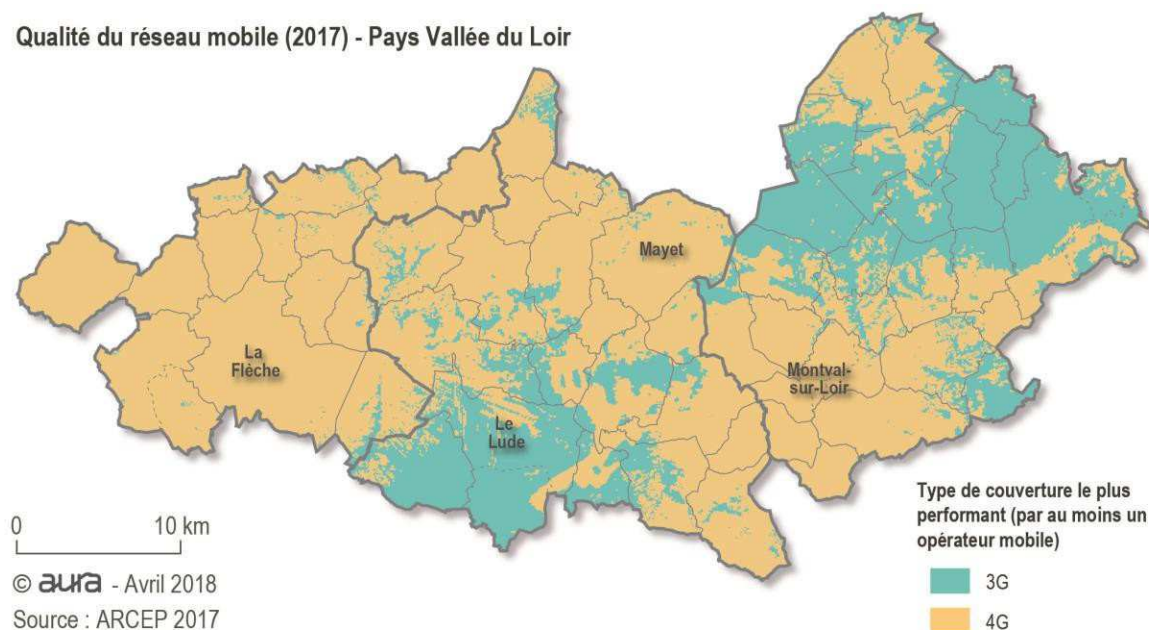 Qualité du réseau mobile (2017) - Pays Vallée du Loir
Mayet
La
Flèche
Montval-
sur-Loir
Le
Lude
0 10 km
© aura - Avril 2018
Source : ARCEP 2017
Type de couverture le plus
performant (par au moins un
opérateur mobile)
3G
4G